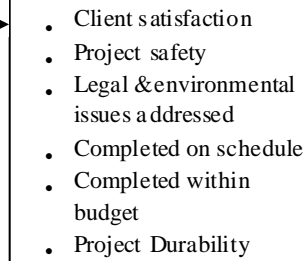 • Client satisfaction
• Project safety
• Legal &environmental
issues addressed
• Completed on schedule
• Completed within
budget
• Project Durability